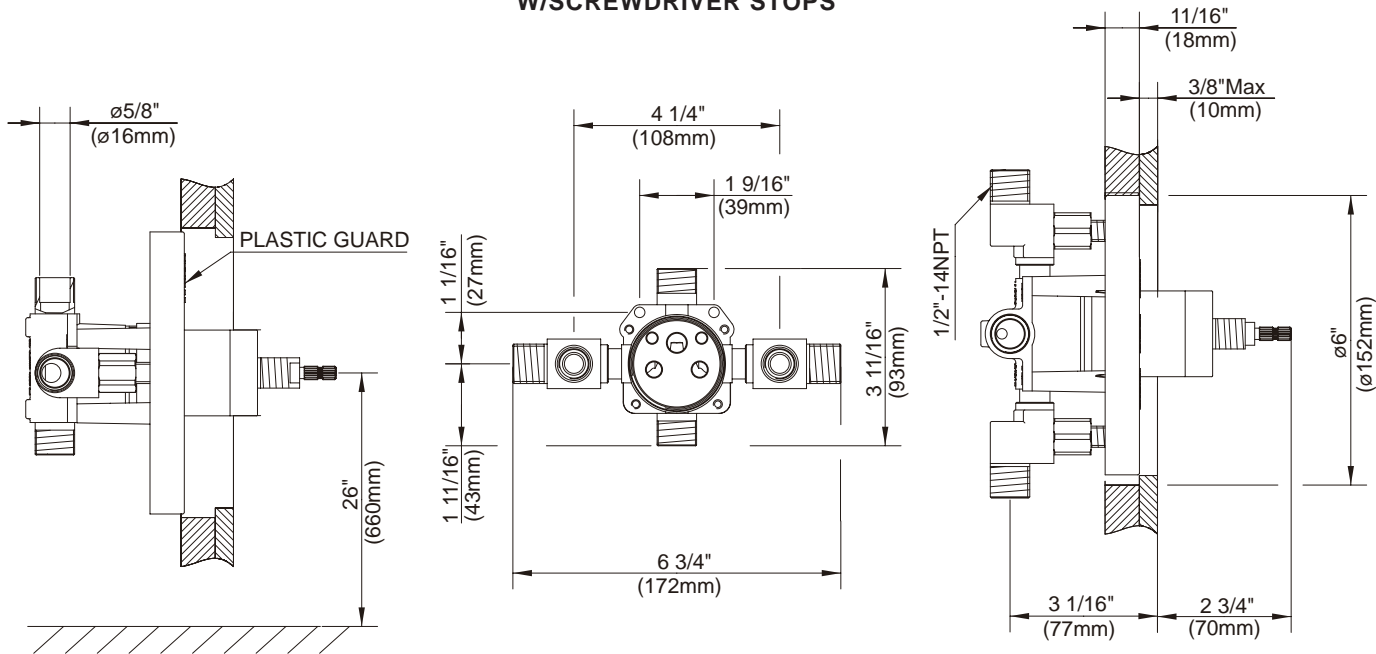 W/SCREWDRIVER STOPS
ø5/8"
(ø16mm)
PLASTIC GUARD
26"
(660mm)
4 1/4"
(108mm)
1 9/16"
(39mm)
1 1/16"
(27mm)
1 11/16"
(43mm)
3 11/16"
(93mm)
6 3/4"
(172mm)
11/16"
(18mm)
3/8"Max
(10mm)
1/2"-14NPT
ø6"
(ø152mm)
3 1/16"
(77mm)
2 3/4"
(70mm)